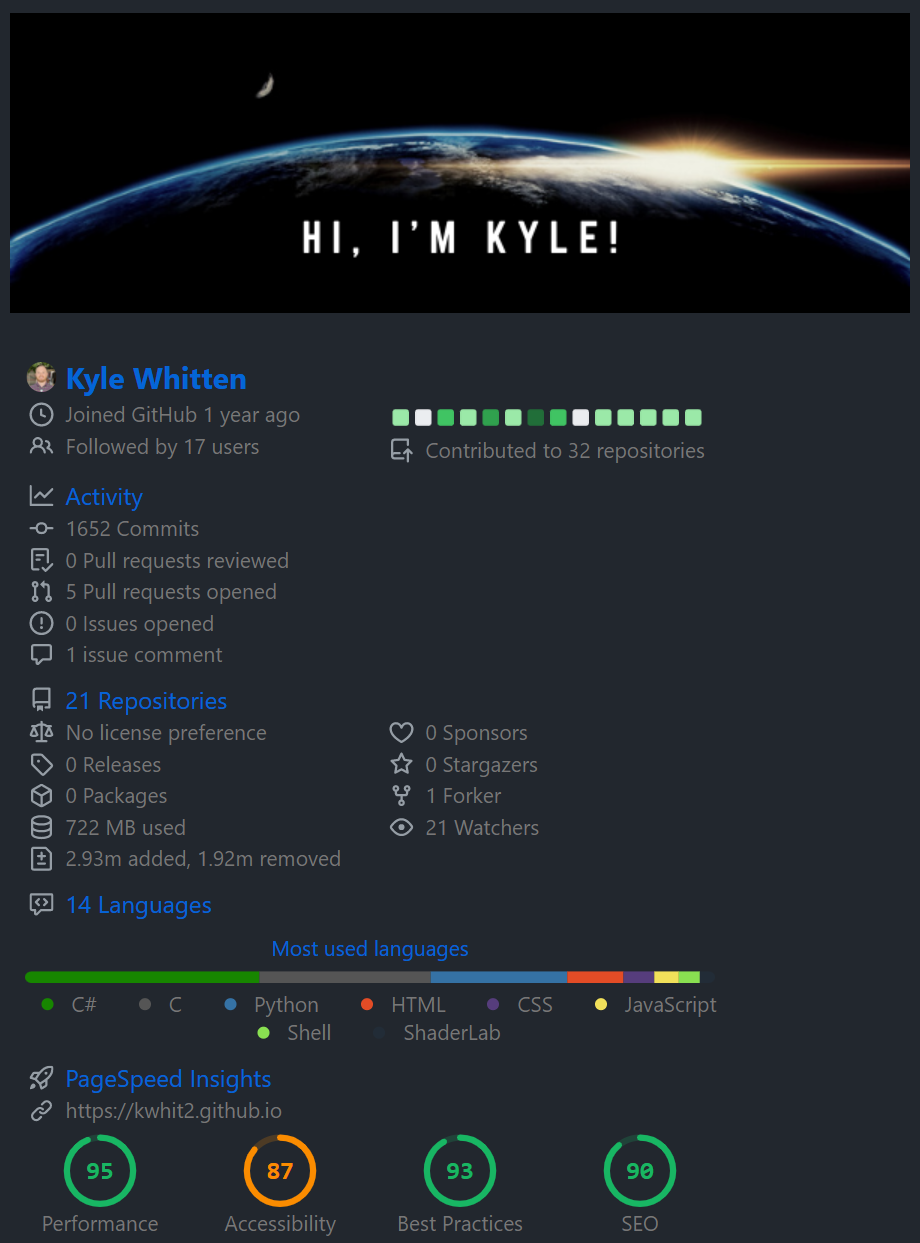 HI, I'M KYLE!
Kyle Whitten
Joined GitHub 1 year ago
Followed by 17 users
Contributed to 32 repositories
Activity
1652 Commits
0 Pull requests reviewed
5 Pull requests opened
0 Issues opened
1 issue comment
21 Repositories
No license preference
0 Sponsors
0 Releases
0 Stargazers
0 Packages
1 Forker
722 MB used
21 Watchers
2.93m added, 1.92m removed
14 Languages
Most used languages
C# C Python HTML CSS JavaScript
Shell ShaderLab
PageSpeed Insights
https://kwhit2.github.io
95 87 93 90
Performance Accessibility Best Practices SEO